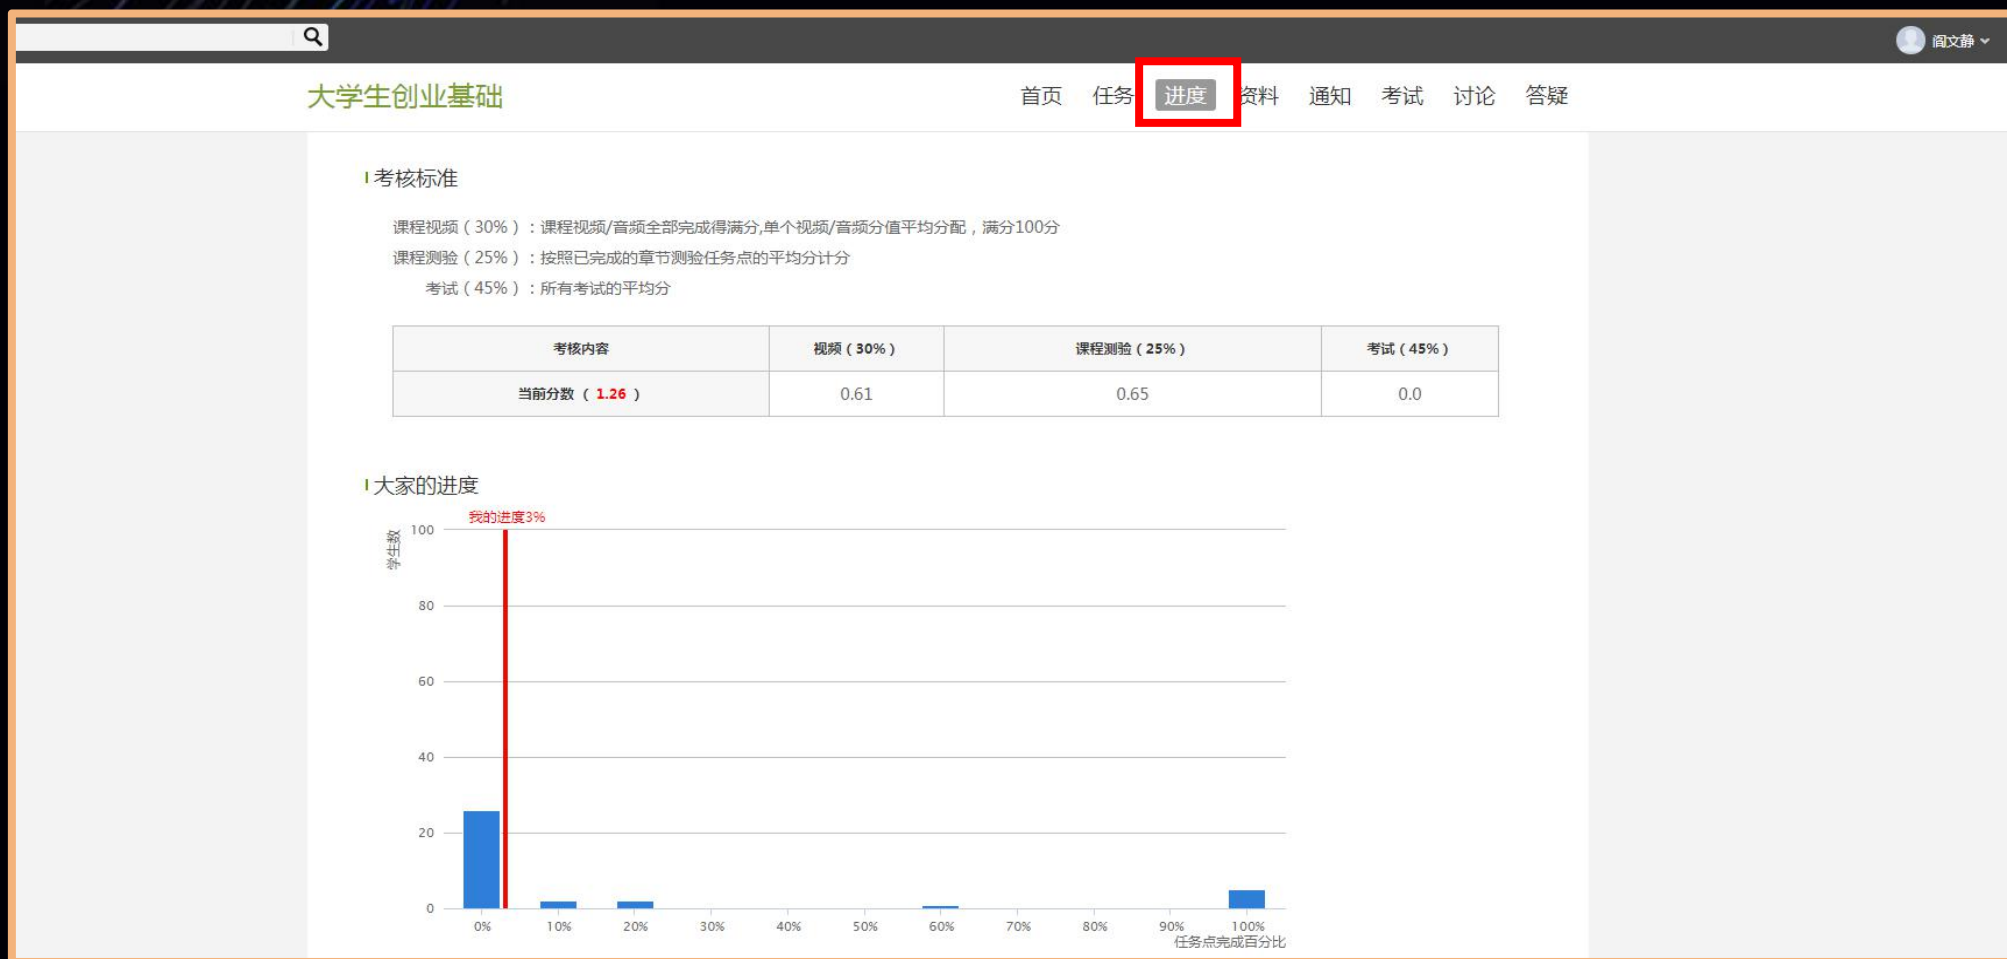 阎文静
大学生创业基础
首页 任务 进度 资料 通知 考试 讨论 答疑
考核标准
课程视频（30%）：课程视频/音频全部完成得满分,单个视频/音频分值平均分配，满分100分
课程测验（25%）：按照已完成的章节测验任务点的平均分计分
考试（45%）：所有考试的平均分
考核内容 视频（30%） 课程测验（25%） 考试（45%）
当前分数（ 1.26 ） 0.61 0.65 0.0
大家的进度
我的进度3%
学生数
100
80
60
40
20
0
0% 10% 20% 30% 40% 50% 60% 70% 80% 90% 100%
任务点完成百分比